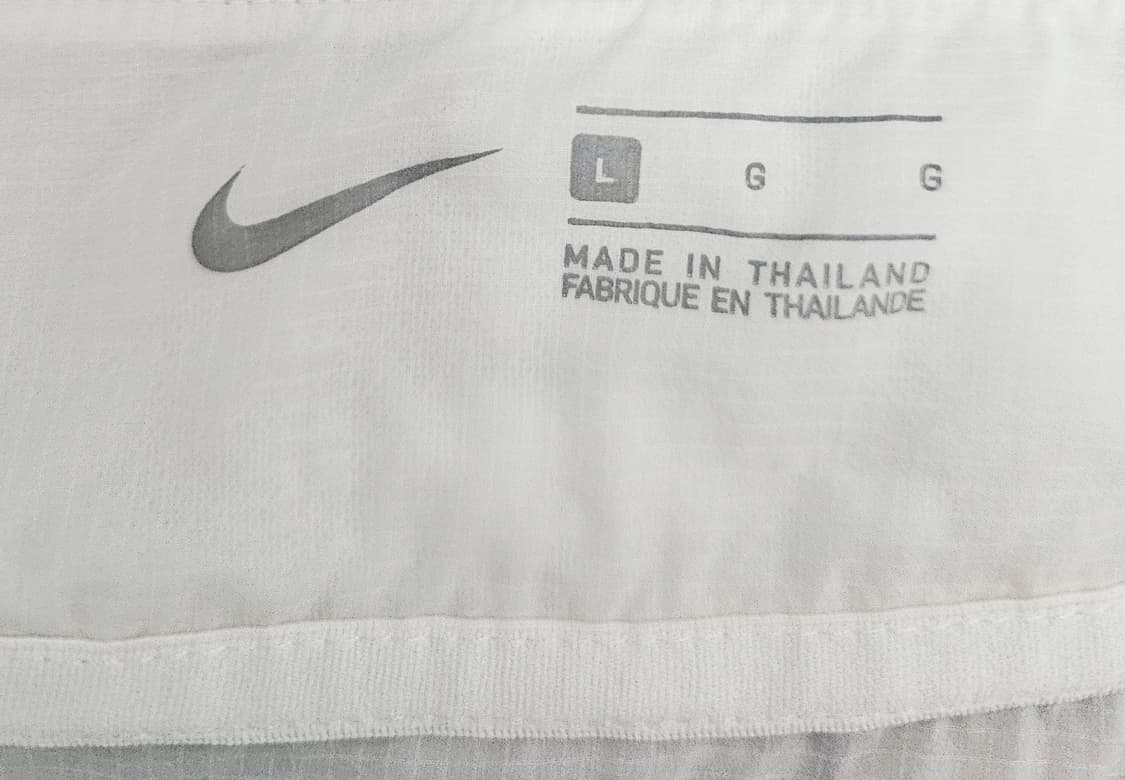 L G G
MADE IN THAILAND
FABRIQUE EN THAILANDE